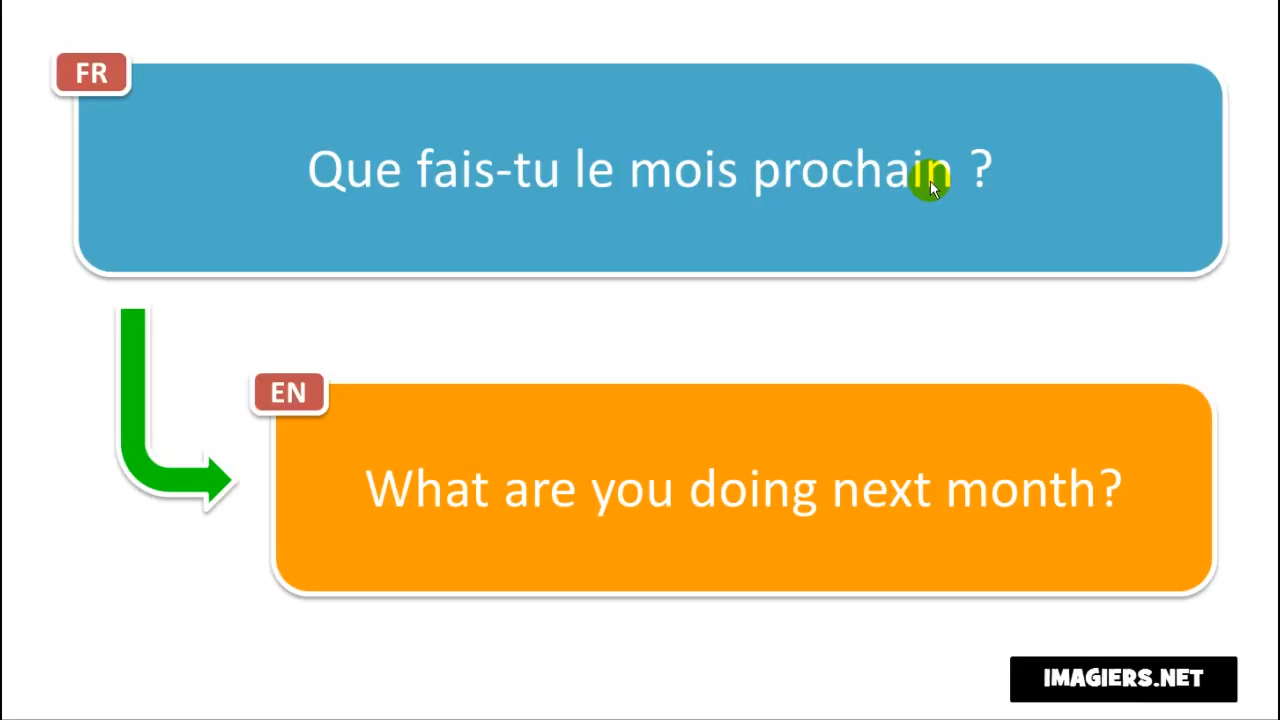 FR
Que fais-tu le mois prochain ?
EN
What are you doing next month?
IMAGIERS.NET